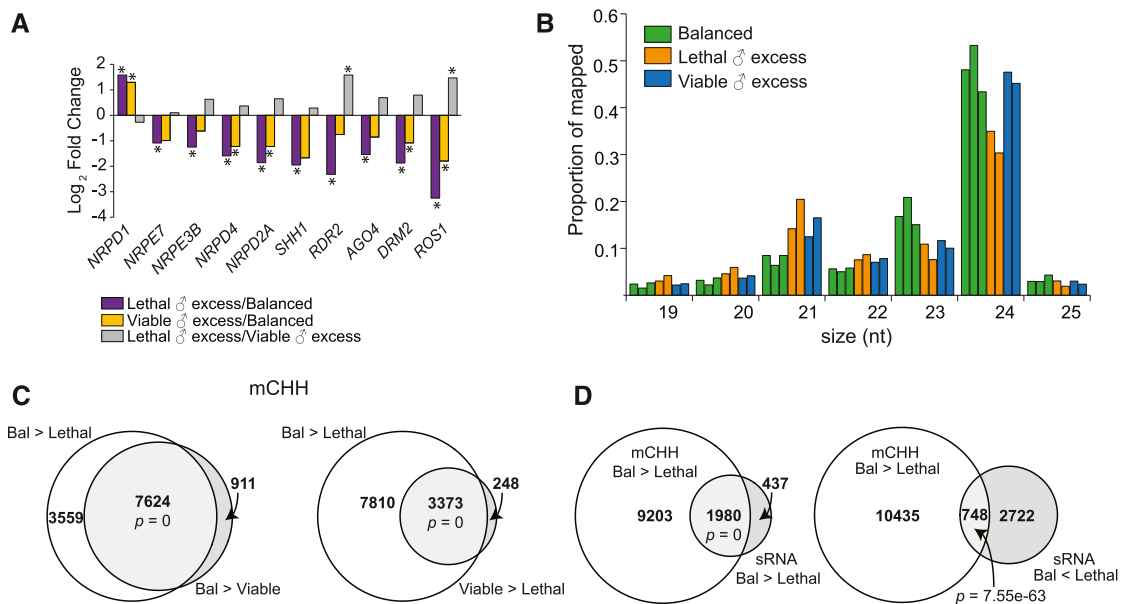 A
Log2 Fold Change
2
1
0
-1
-2
-3
-4
* * * * * * * * * * * * * * * * *
NRPD1
NRPE7
NRPE3B
NRPD4
NRPD2A
SHH1
RDR2
AGO4
DRM2
ROS1
Lethal ♂ excess/Balanced
Viable ♂ excess/Balanced
Lethal ♂ excess/Viable ♂ excess
B
Proportion of mapped
0.6
0.5
0.4
0.3
0.2
0.1
Balanced
Lethal ♂ excess
Viable ♂ excess
19 20 21 22 23 24 25
size (nt)
C
mCHH
Bal > Lethal
3559
7624
p = 0
911
Bal > Viable
Bal > Lethal
7810
3373
p = 0
248
Viable > Lethal
D
mCHH
Bal > Lethal
9203
1980
p = 0
437
sRNA
Bal > Lethal
mCHH
Bal > Lethal
10435
748
2722
sRNA
Bal < Lethal
p = 7.55e-63